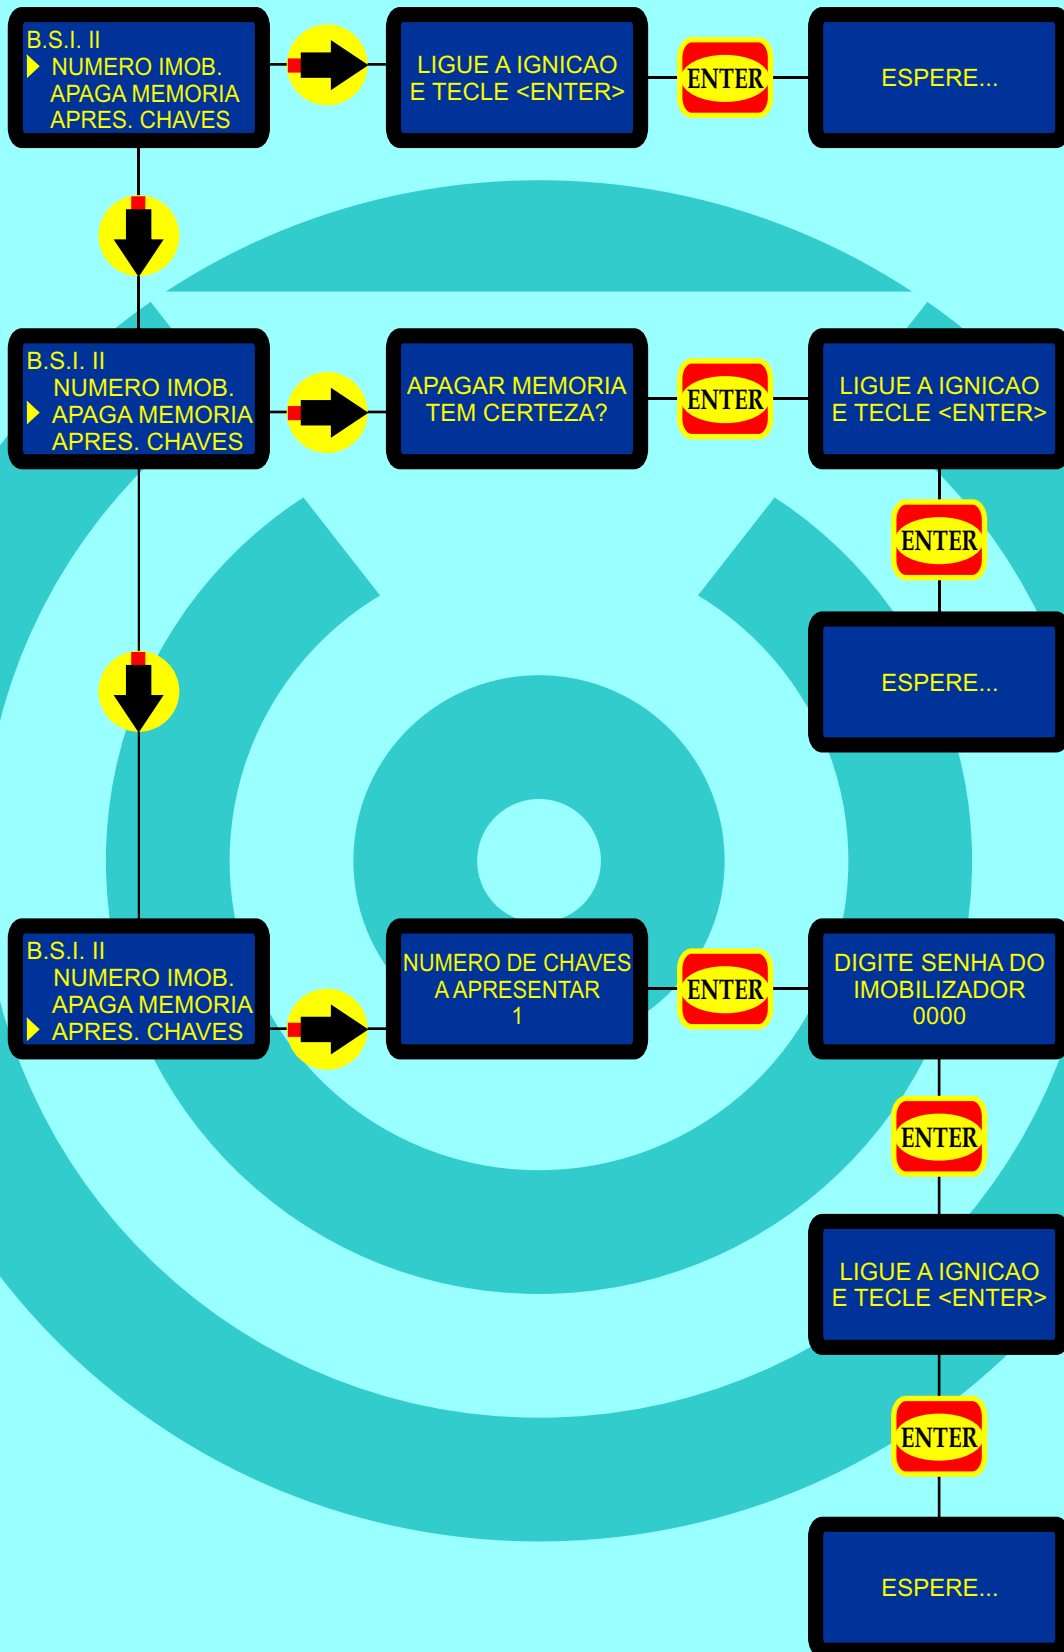 B.S.I. II
NUMERO IMOB.
APAGA MEMORIA
APRES. CHAVES
LIGUE A IGNICAO
E TECLE <ENTER>
ENTER
ESPERE...
B.S.I. II
NUMERO IMOB.
APAGA MEMORIA
APRES. CHAVES
APAGAR MEMORIA
TEM CERTEZA?
ENTER
LIGUE A IGNICAO
E TECLE <ENTER>
ENTER
ESPERE...
B.S.I. II
NUMERO IMOB.
APAGA MEMORIA
APRES. CHAVES
NUMERO DE CHAVES
A APRESENTAR
1
ENTER
DIGITE SENHA DO
IMOBILIZADOR
0000
ENTER
LIGUE A IGNICAO
E TECLE <ENTER>
ENTER
ESPERE...